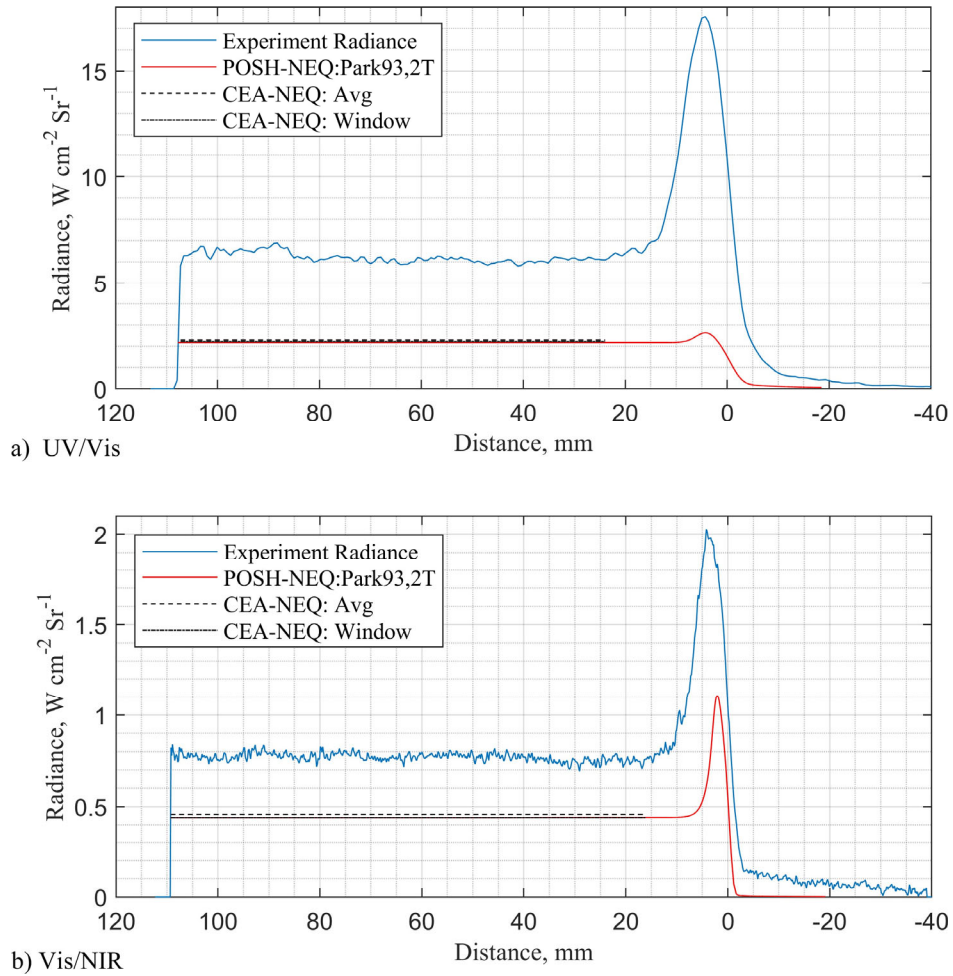 Radiance, W cm-2 Sr-1
15
10
5
0
Experiment Radiance
POSH-NEQ:Park93,2T
CEA-NEQ: Avg
CEA-NEQ: Window
120 100 80 60 40 20 0 -20 -40
Distance, mm
a) UV/Vis
Radiance, W cm-2 Sr-1
2
1.5
1
0.5
0
Experiment Radiance
POSH-NEQ:Park93,2T
CEA-NEQ: Avg
CEA-NEQ: Window
120 100 80 60 40 20 0 -20 -40
Distance, mm
b) Vis/NIR